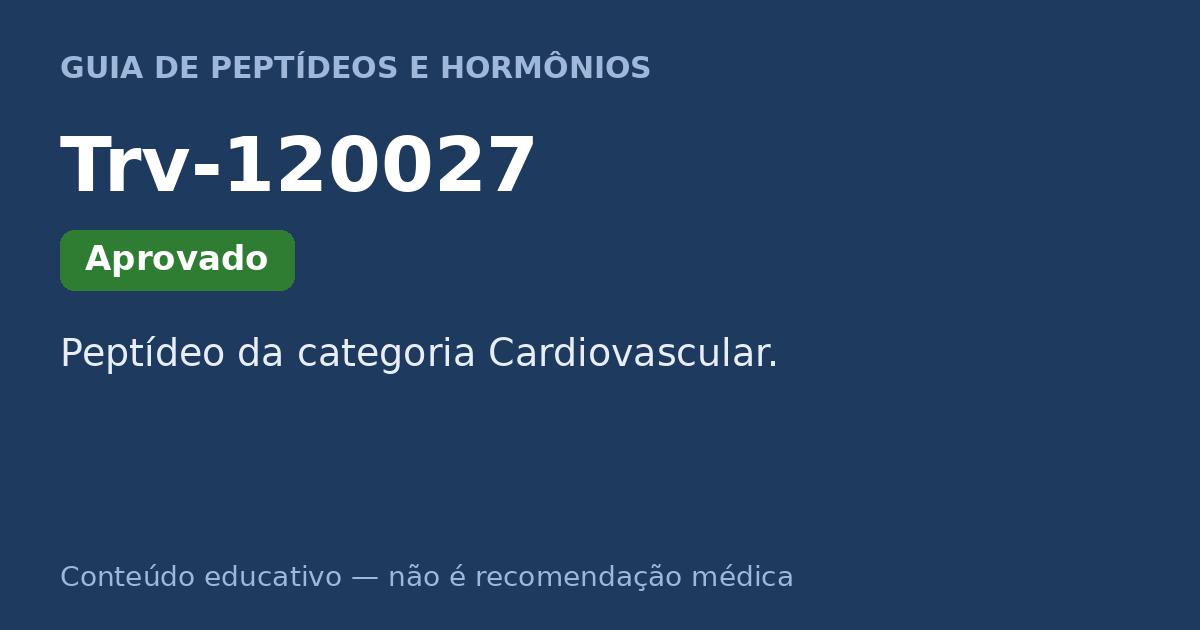 GUIA DE PEPTÍDEOS E HORMÔNIOS
Trv-120027
Aprovado
Peptídeo da categoria Cardiovascular.
Conteúdo educativo — não é recomendação médica